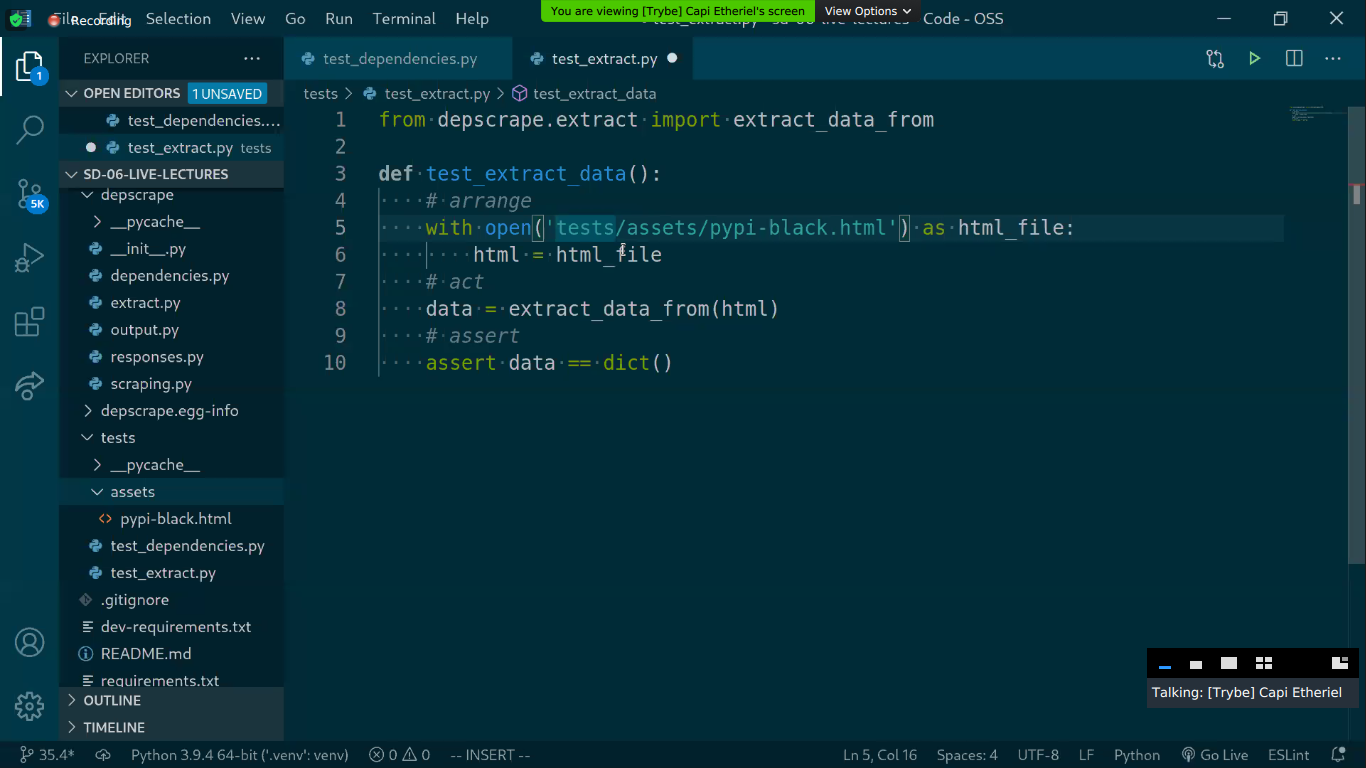 File Edit Selection View Go Run Terminal Help
Recording
You are viewing [Trybe] Capi Etheriel's screen
View Options
Code - OSS
EXPLORER
test_dependencies.py
test_extract.py
OPEN EDITORS 1 UNSAVED
test_dependencies....
test_extract.py tests
SD-06-LIVE-LECTURES
depscrape
__pycache__
__init__.py
dependencies.py
extract.py
output.py
responses.py
scraping.py
depscrape.egg-info
tests
__pycache__
assets
pypi-black.html
test_dependencies.py
test_extract.py
.gitignore
dev-requirements.txt
README.md
requirements.txt
OUTLINE
TIMELINE
1
5K
tests > test_extract.py > test_extract_data
1 from depscrape.extract import extract_data_from
2
3 def test_extract_data():
4 # arrange
5 with open('tests/assets/pypi-black.html') as html_file:
6 html = html_file
7 # act
8 data = extract_data_from(html)
9 # assert
10 assert data == dict()
Talking: [Trybe] Capi Etheriel
35.4* Python 3.9.4 64-bit ('.venv': venv) 0 0 -- INSERT -- Ln 5, Col 16 Spaces: 4 UTF-8 LF Python Go Live ESLint